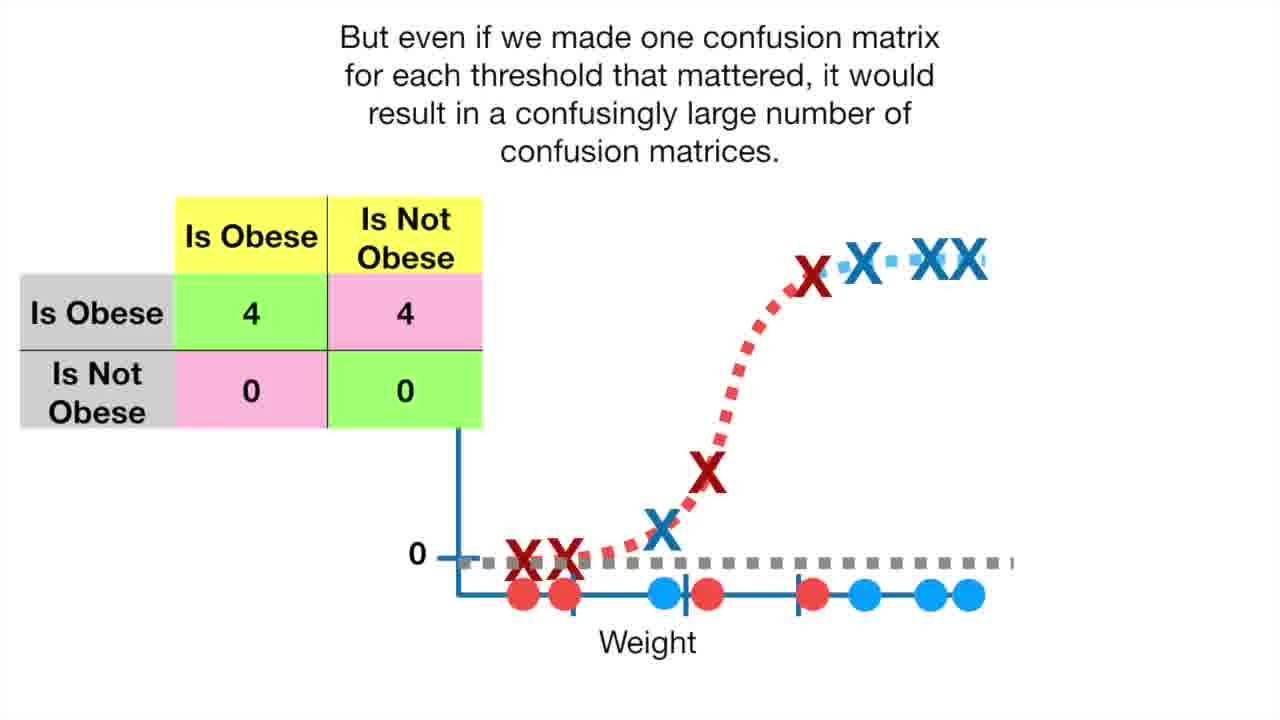 But even if we made one confusion matrix
for each threshold that mattered, it would
result in a confusingly large number of
confusion matrices.
Is Obese
Is Not
Obese
Is Obese
4
4
Is Not
Obese
0
0
X
X
X
X
X
X
X
X
0
Weight